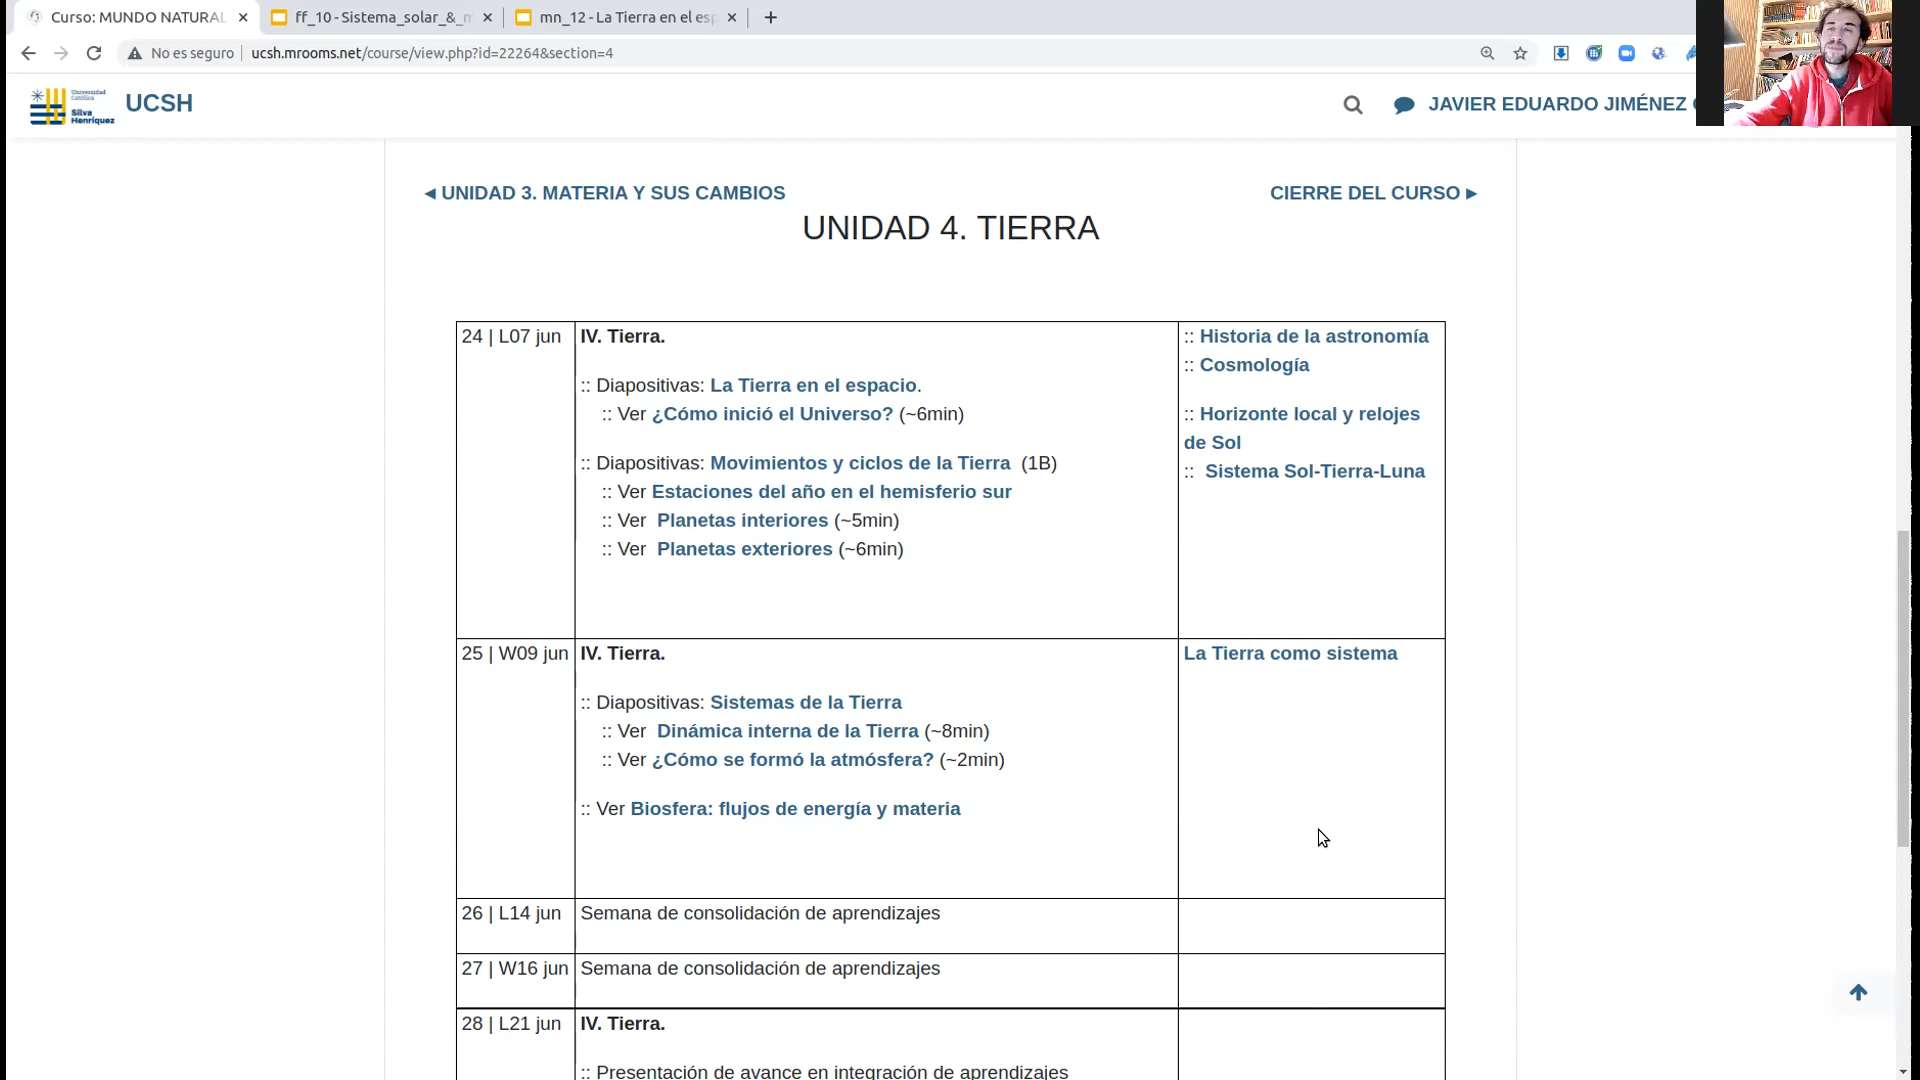 Curso: MUNDO NATURAL
ff_10 - Sistema_solar_&_m
mn_12 - La Tierra en el esp
No es seguro
ucsh.mrooms.net/course/view.php?id=22264&section=4
Universidad
Católica
Silva
Henríquez
UCSH
JAVIER EDUARDO JIMÉNEZ
◄ UNIDAD 3. MATERIA Y SUS CAMBIOS
CIERRE DEL CURSO ►
UNIDAD 4. TIERRA
24 | L07 jun
IV. Tierra.
:: Diapositivas: La Tierra en el espacio.
:: Ver ¿Cómo inició el Universo? (~6min)
:: Diapositivas: Movimientos y ciclos de la Tierra (1B)
:: Ver Estaciones del año en el hemisferio sur
:: Ver Planetas interiores (~5min)
:: Ver Planetas exteriores (~6min)
:: Historia de la astronomía
:: Cosmología
:: Horizonte local y relojes
de Sol
:: Sistema Sol-Tierra-Luna
25 | W09 jun
IV. Tierra.
:: Diapositivas: Sistemas de la Tierra
:: Ver Dinámica interna de la Tierra (~8min)
:: Ver ¿Cómo se formó la atmósfera? (~2min)
:: Ver Biosfera: flujos de energía y materia
La Tierra como sistema
26 | L14 jun
Semana de consolidación de aprendizajes
27 | W16 jun
Semana de consolidación de aprendizajes
28 | L21 jun
IV. Tierra.
:: Presentación de avance en integración de aprendizajes